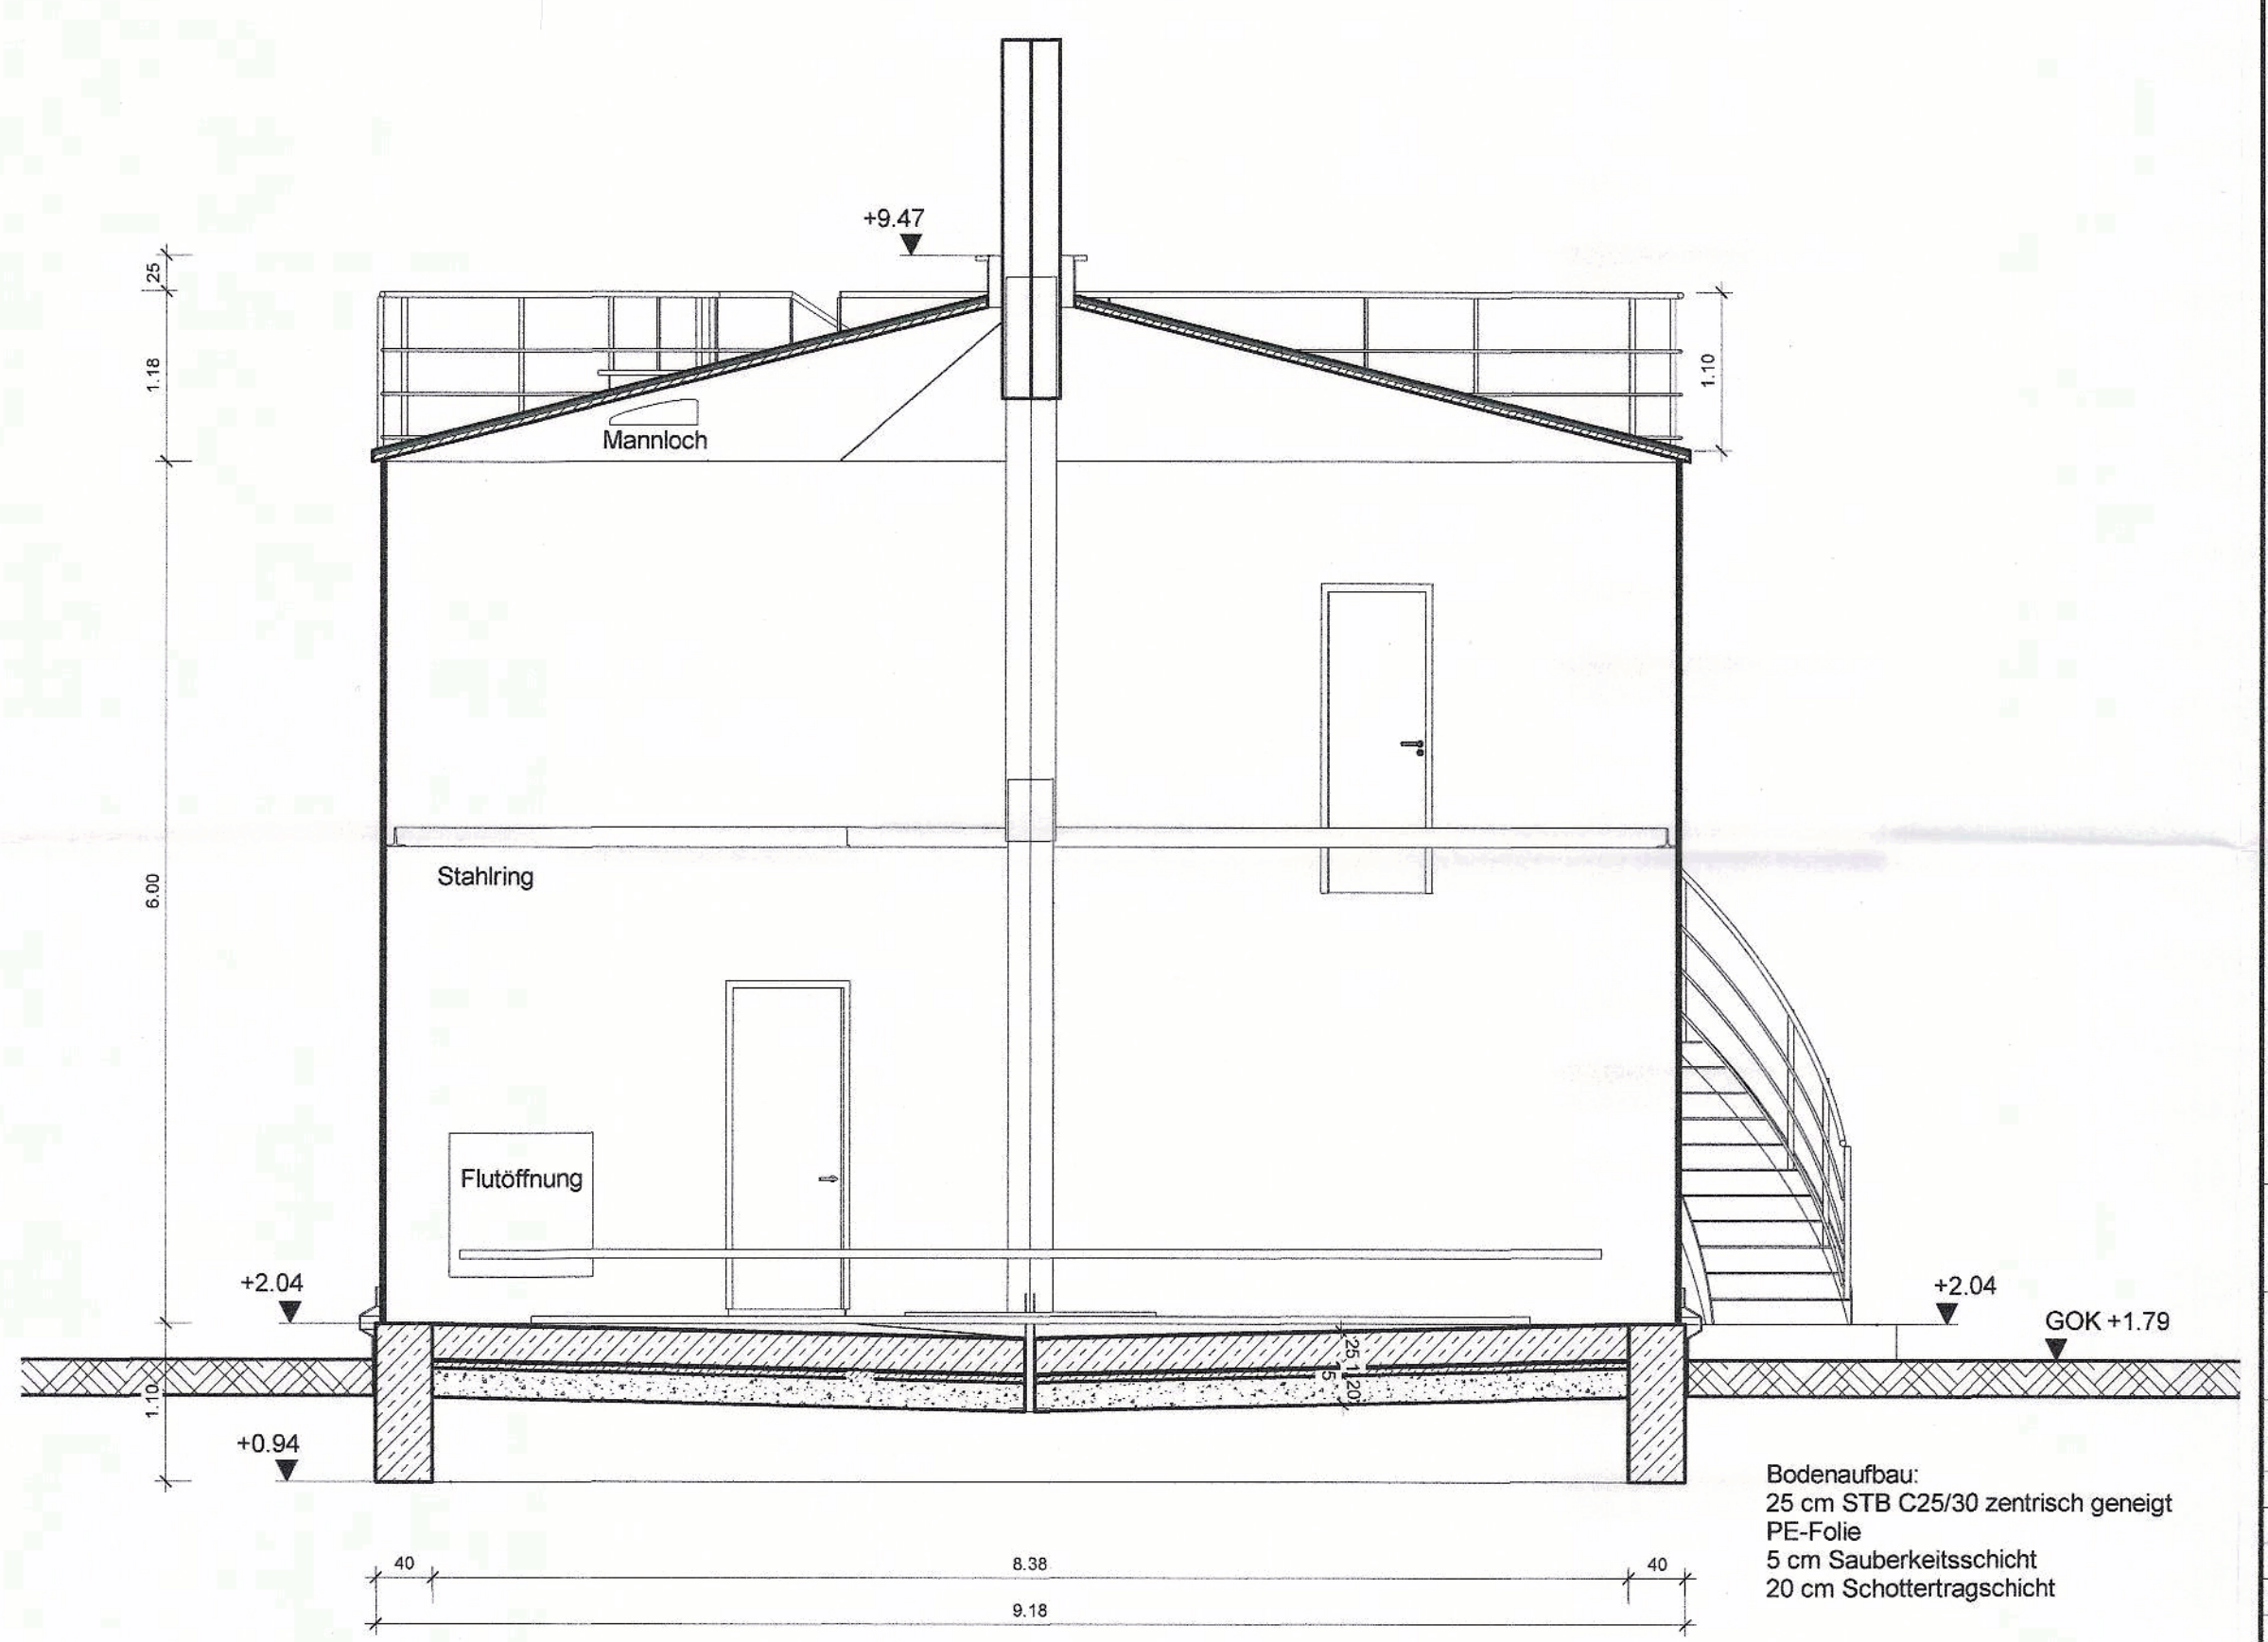 +9.47
25
1.18
1.10
Mannloch
6.00
Stahlring
Flutöffnung
+2.04
+2.04
GOK +1.79
25 1 20
5
1.10
+0.94
Bodenaufbau:
25 cm STB C25/30 zentrisch geneigt
PE-Folie
5 cm Sauberkeitsschicht
20 cm Schottertragschicht
40
8.38
40
9.18